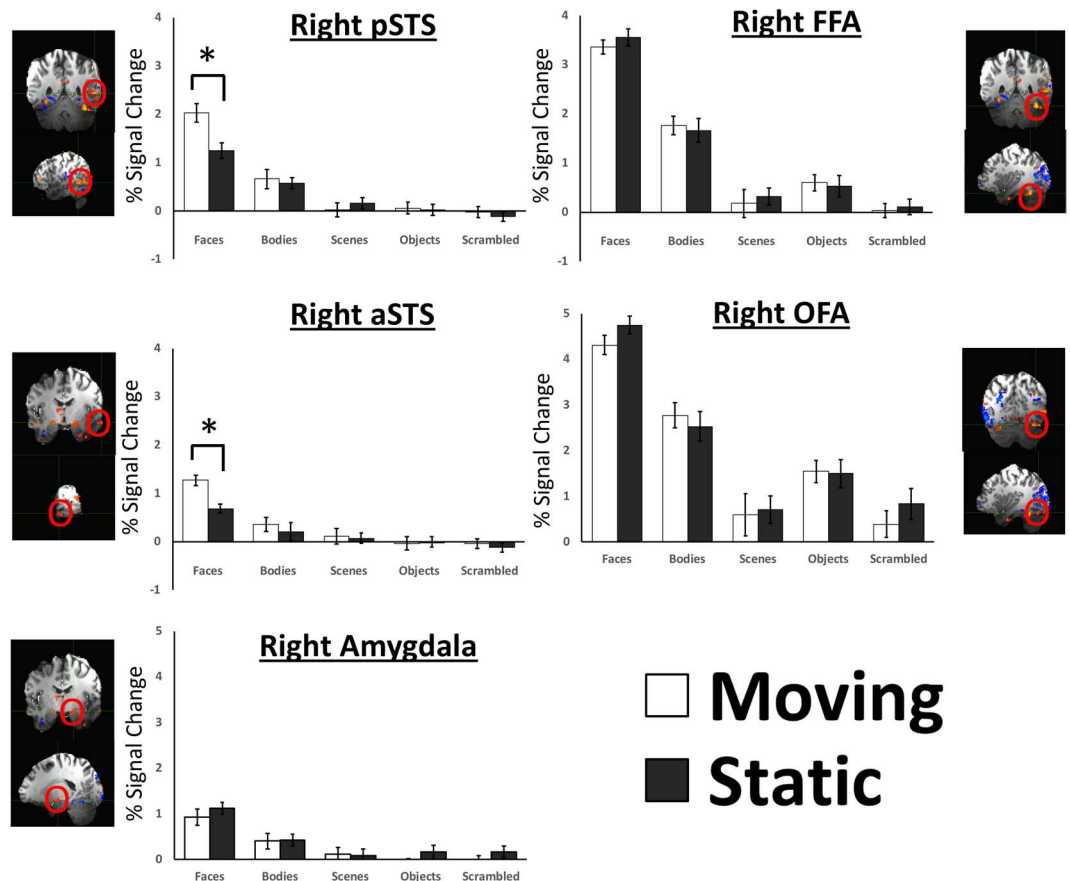 Right pSTS
% Signal Change
4
3
2
1
0
-1
*
Faces Bodies Scenes Objects Scrambled
Right FFA
% Signal Change
4
3
2
1
0
-1
Faces Bodies Scenes Objects Scrambled
Right aSTS
% Signal Change
4
3
2
1
0
-1
*
Faces Bodies Scenes Objects Scrambled
Right OFA
% Signal Change
5
4
3
2
1
0
Faces Bodies Scenes Objects Scrambled
Right Amygdala
% Signal Change
5
4
3
2
1
0
Faces Bodies Scenes Objects Scrambled
Moving
Static